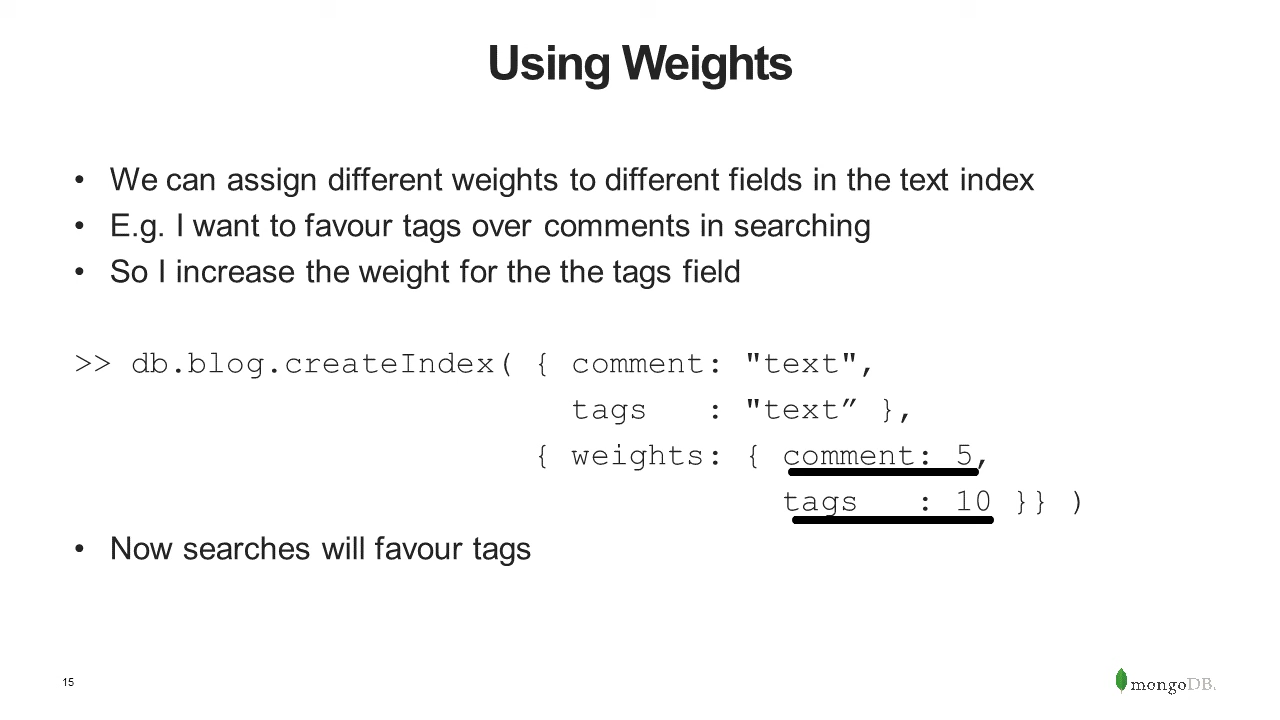 Using Weights
• We can assign different weights to different fields in the text index
• E.g. I want to favour tags over comments in searching
• So I increase the weight for the the tags field
>> db.blog.createIndex( { comment: "text",
tags   : "text” },
{ weights: { comment: 5,
tags   : 10 }} )
• Now searches will favour tags
15
mongoDB.